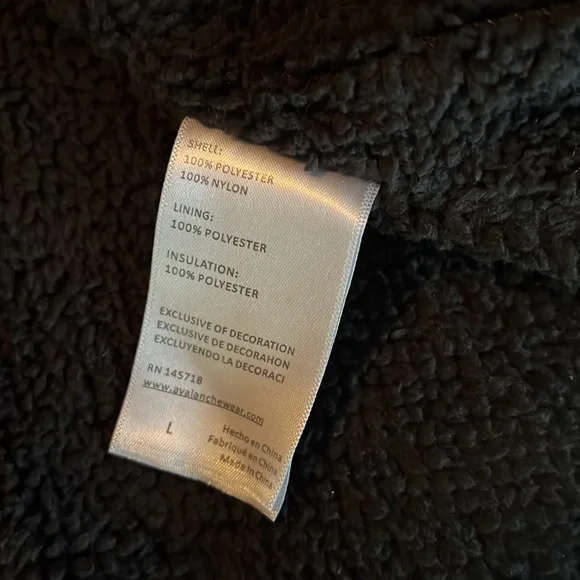 SHELL:
100% POLYESTER
100% NYLON
LINING:
100% POLYESTER
INSULATION:
100% POLYESTER
EXCLUSIVE OF DECORATION
EXCLUSIVE DE DECORAHON
EXCLUYENDO LA DECORACI
RN 145718
www.avalanchewear.com
L
Hecho en China
Fabriqué en China
Made in China